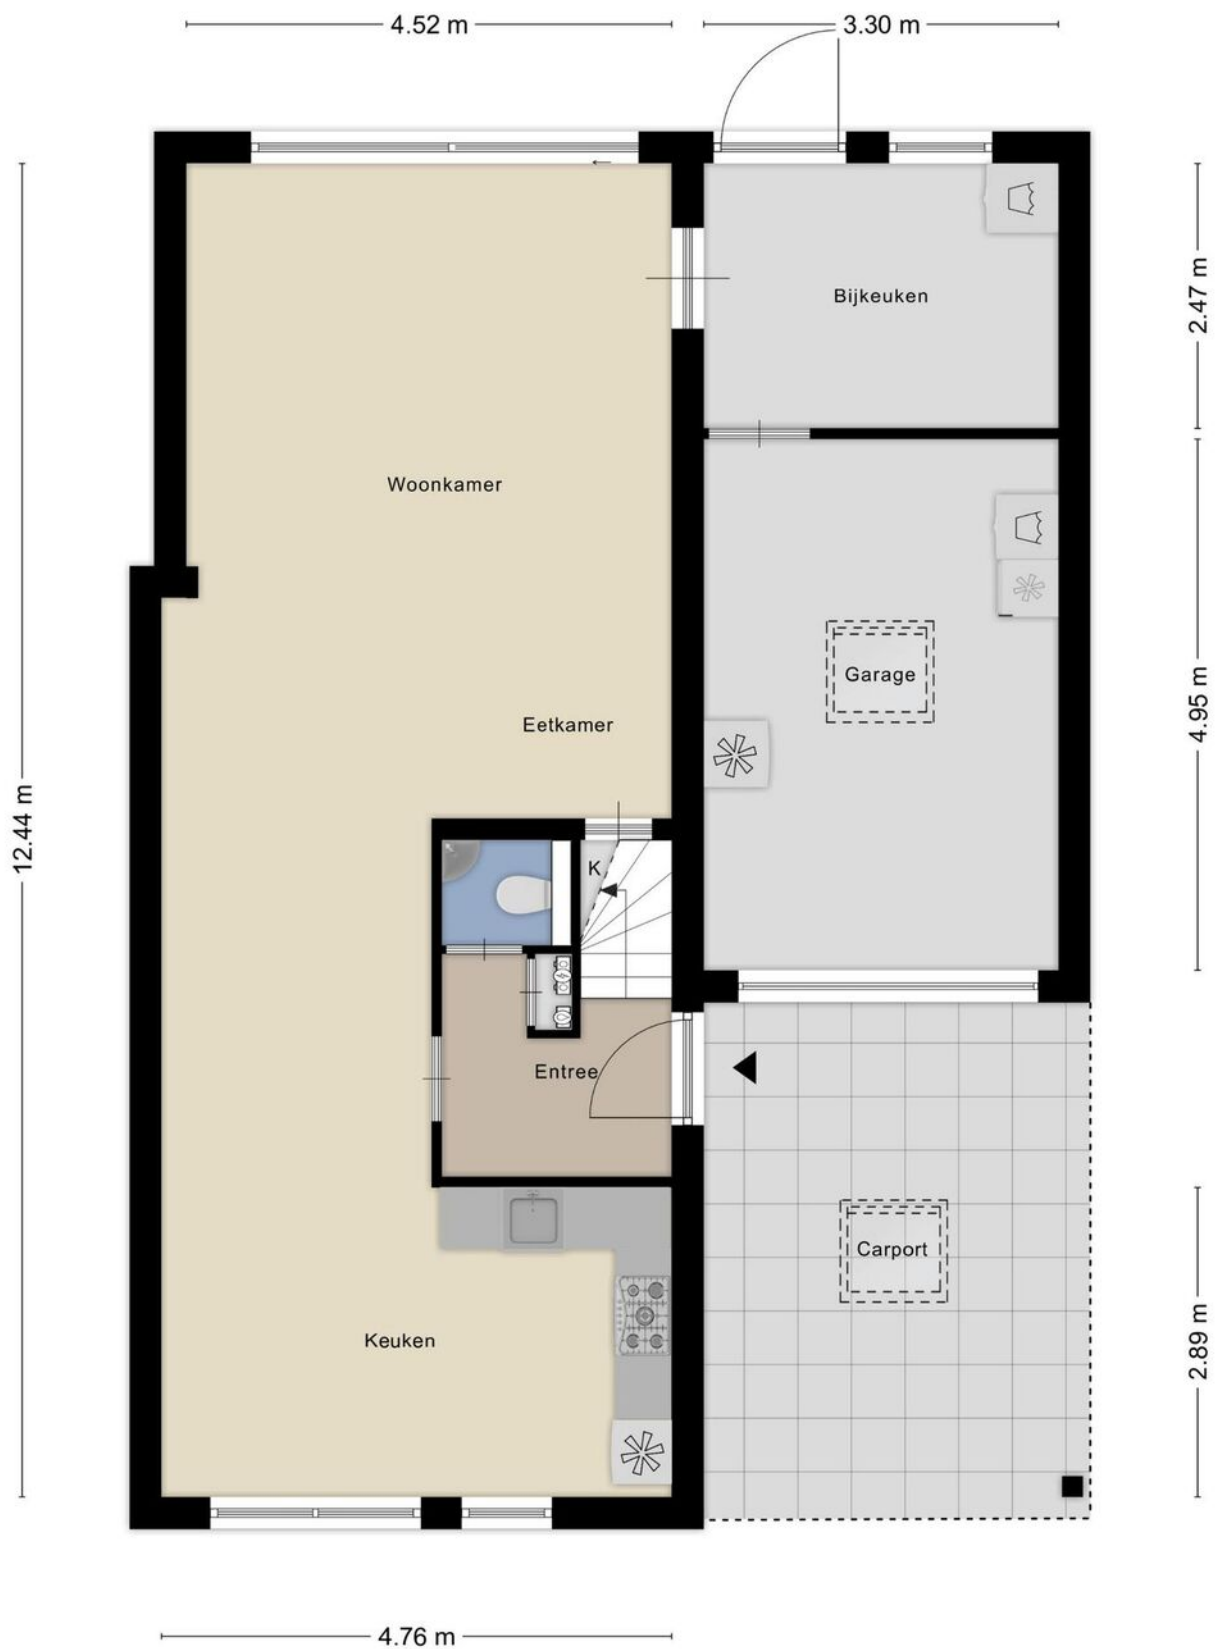 4.52 m
3.30 m
2.47 m
Bijkeuken
Woonkamer
Garage
4.95 m
Eetkamer
12.44 m
K
Entree
Carport
Keuken
2.89 m
4.76 m